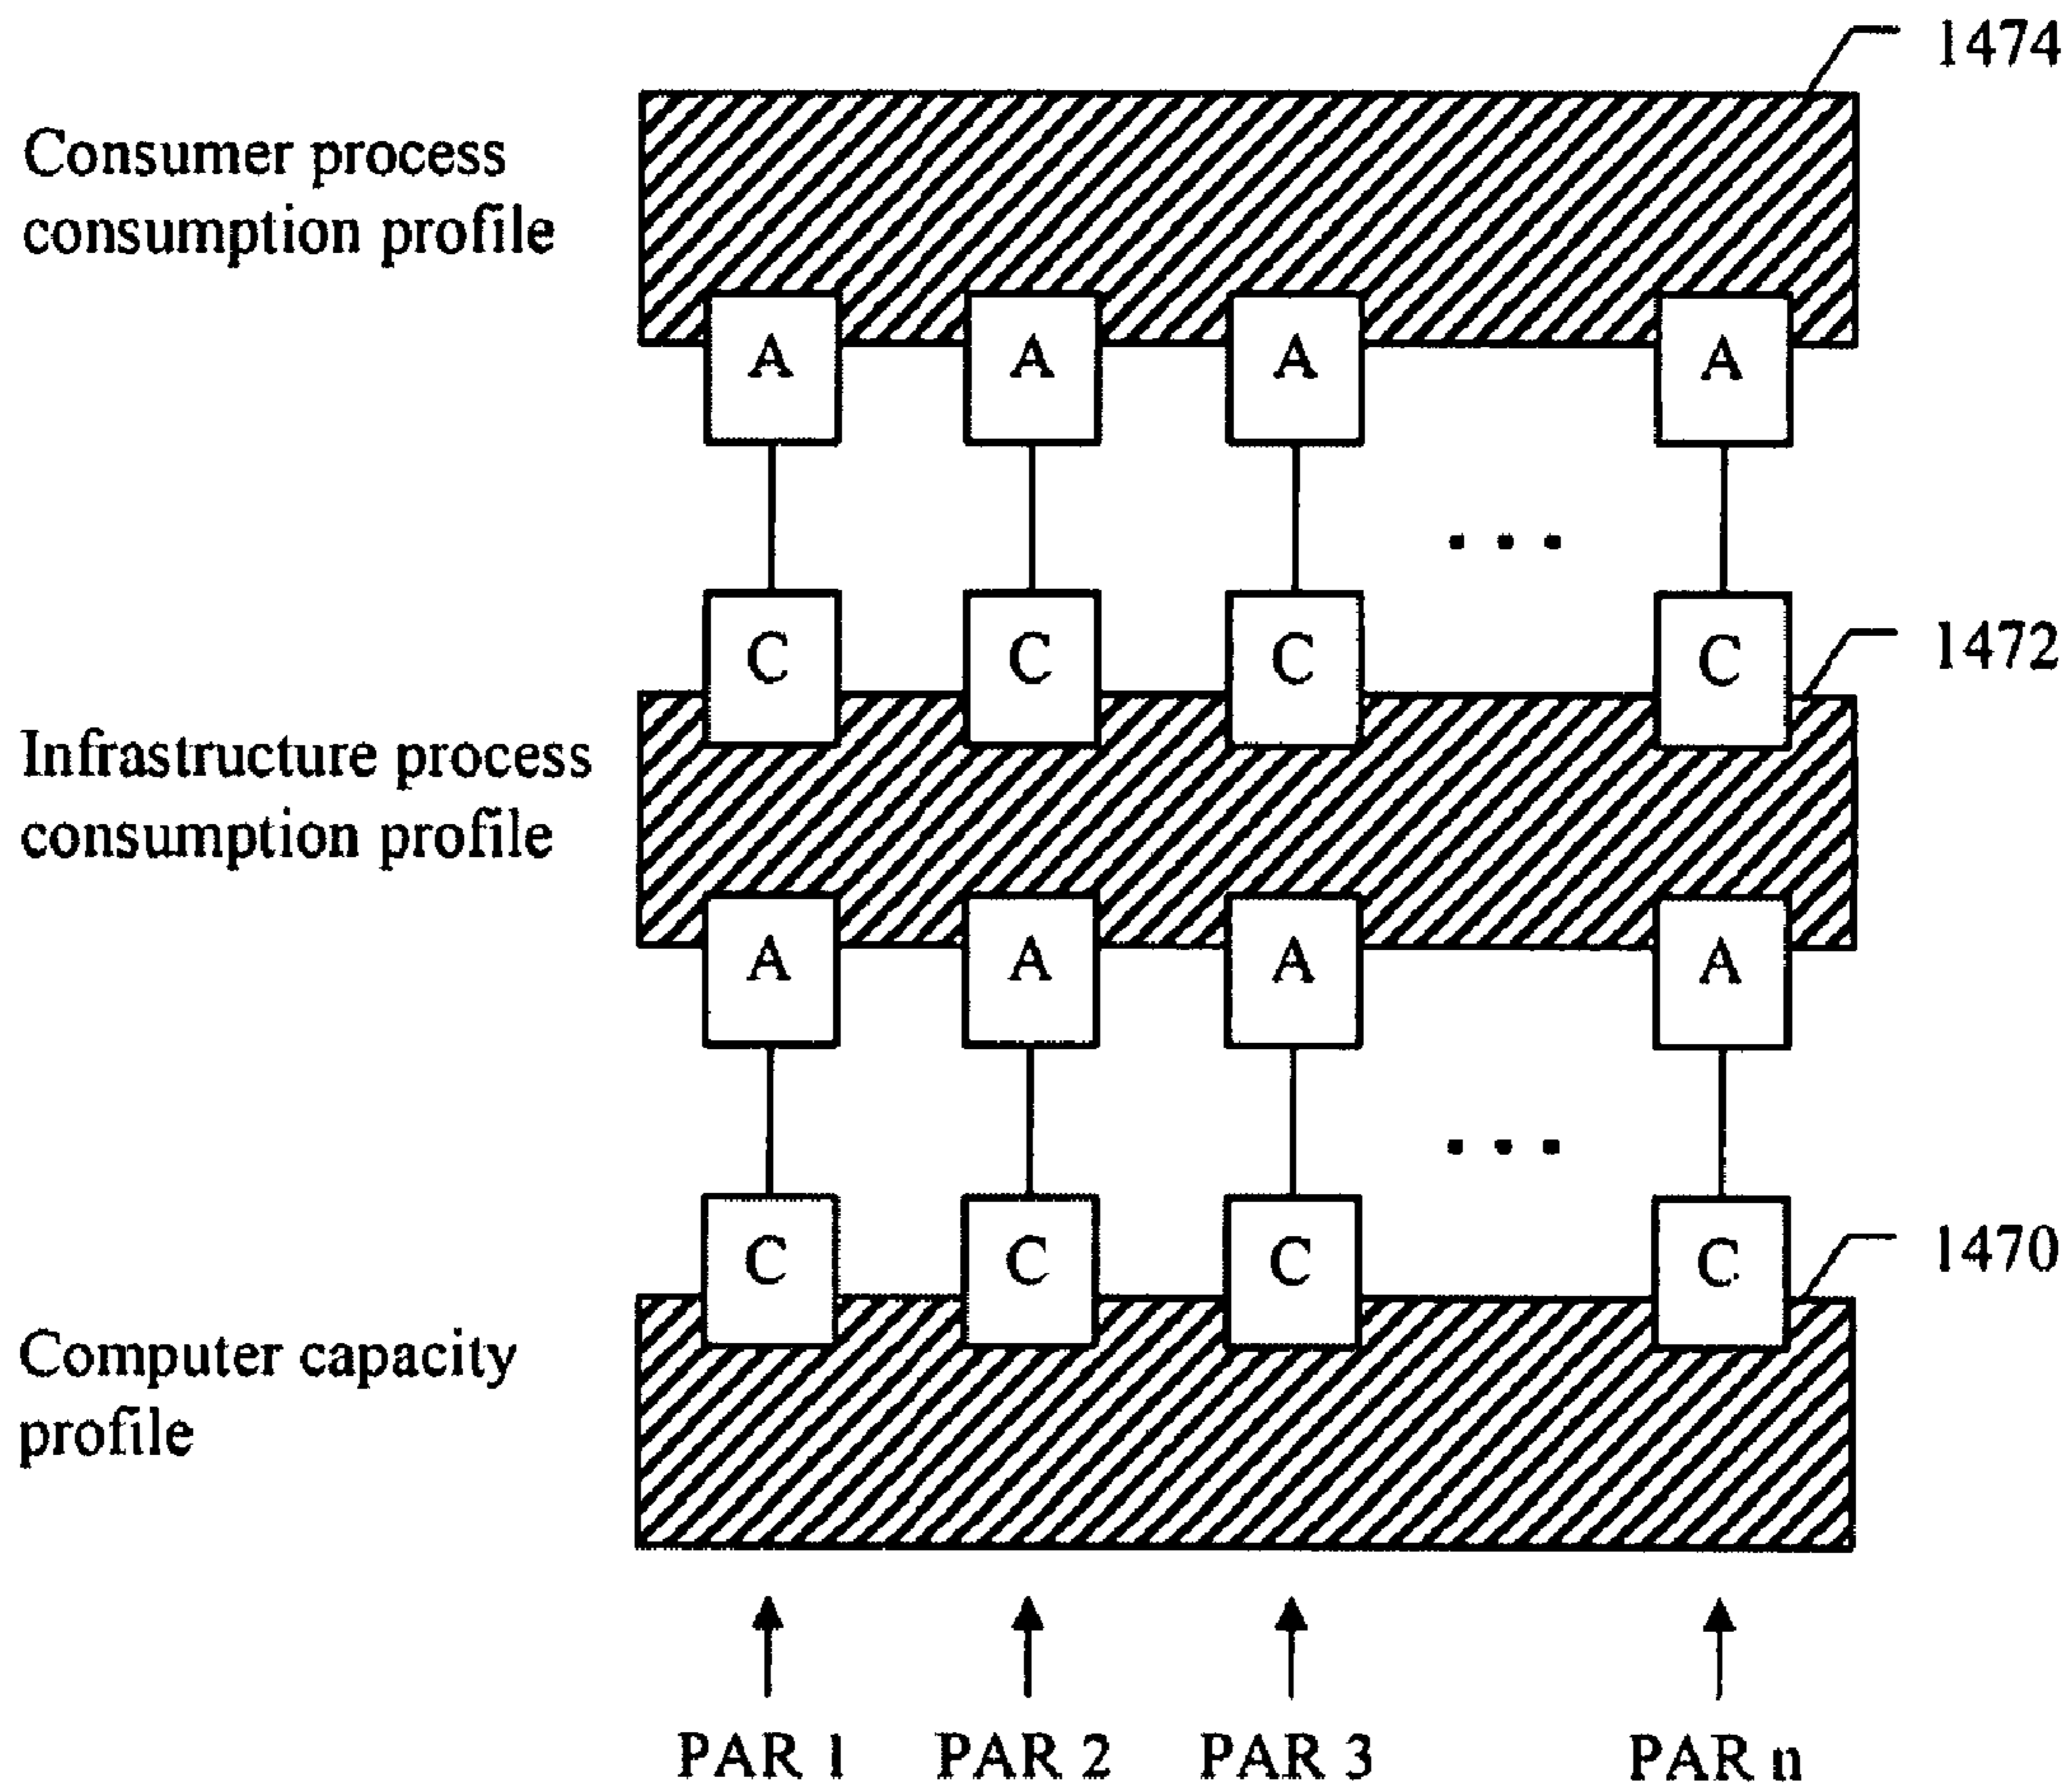 1474
Consumer process
consumption profile
A A A A
. . .
C C C C
1472
Infrastructure process
consumption profile
A A A A
. . .
C C C C
1470
Computer capacity
profile
PAR 1 PAR 2 PAR 3 PAR n